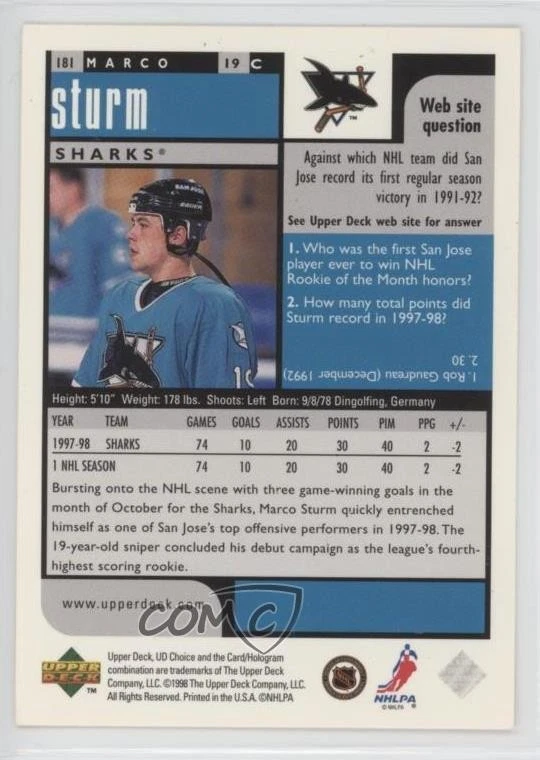 181 MARCO 19 C
sturm
SHARKS®
TM
Web site
question
Against which NHL team did San
Jose record its first regular season
victory in 1991-92?
See Upper Deck web site for answer
1. Who was the first San Jose
player ever to win NHL
Rookie of the Month honors?
2. How many total points did
Sturm record in 1997-98?
1. Rob Gaudreau (December 1992)
2. 30
Height: 5'10" Weight: 178 lbs. Shoots: Left Born: 9/8/78 Dingolfing, Germany
YEAR TEAM GAMES GOALS ASSISTS POINTS PIM PPG +/-
1997-98 SHARKS 74 10 20 30 40 2 -2
1 NHL SEASON 74 10 20 30 40 2 -2
Bursting onto the NHL scene with three game-winning goals in the
month of October for the Sharks, Marco Sturm quickly entrenched
himself as one of San Jose's top offensive performers in 1997-98. The
19-year-old sniper concluded his debut campaign as the league's fourth-
highest scoring rookie.
www.upperdeck.com
COMC
UPPER
DECK
TM
Upper Deck, UD Choice and the Card/Hologram
combination are trademarks of The Upper Deck
Company, LLC. ©1998 The Upper Deck Company, LLC.
All Rights Reserved. Printed in the U.S.A. ©NHLPA
NHLPA
© NHLPA